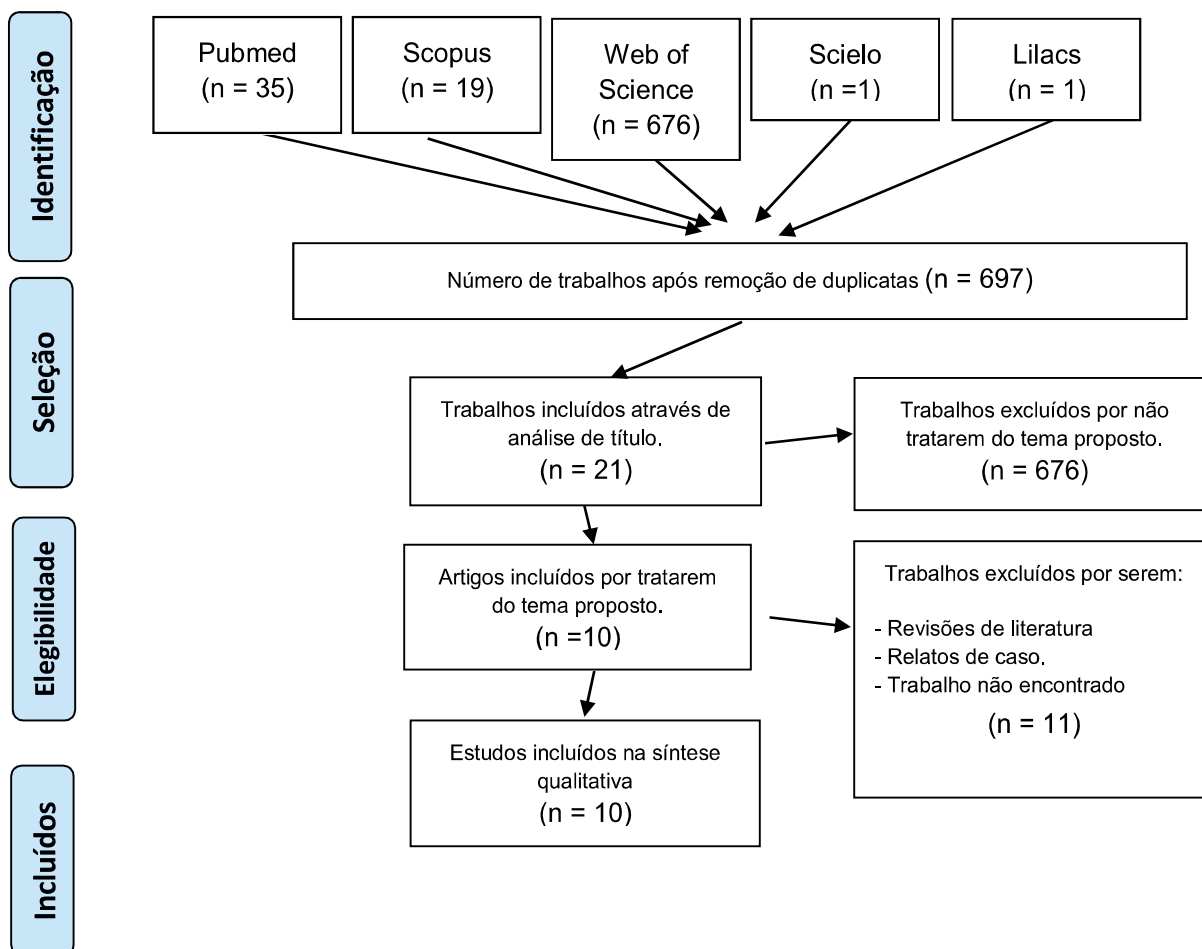 Identificação
Pubmed
(n = 35)
Scopus
(n = 19)
Web of
Science
(n = 676)
Scielo
(n =1)
Lilacs
(n = 1)
Número de trabalhos após remoção de duplicatas (n = 697)
Seleção
Trabalhos incluídos através de
análise de título.
(n = 21)
Trabalhos excluídos por não
tratarem do tema proposto.
(n = 676)
Elegibilidade
Artigos incluídos por tratarem
do tema proposto.
(n =10)
Trabalhos excluídos por serem:
- Revisões de literatura
- Relatos de caso.
- Trabalho não encontrado
(n = 11)
Incluídos
Estudos incluídos na síntese
qualitativa
(n = 10)